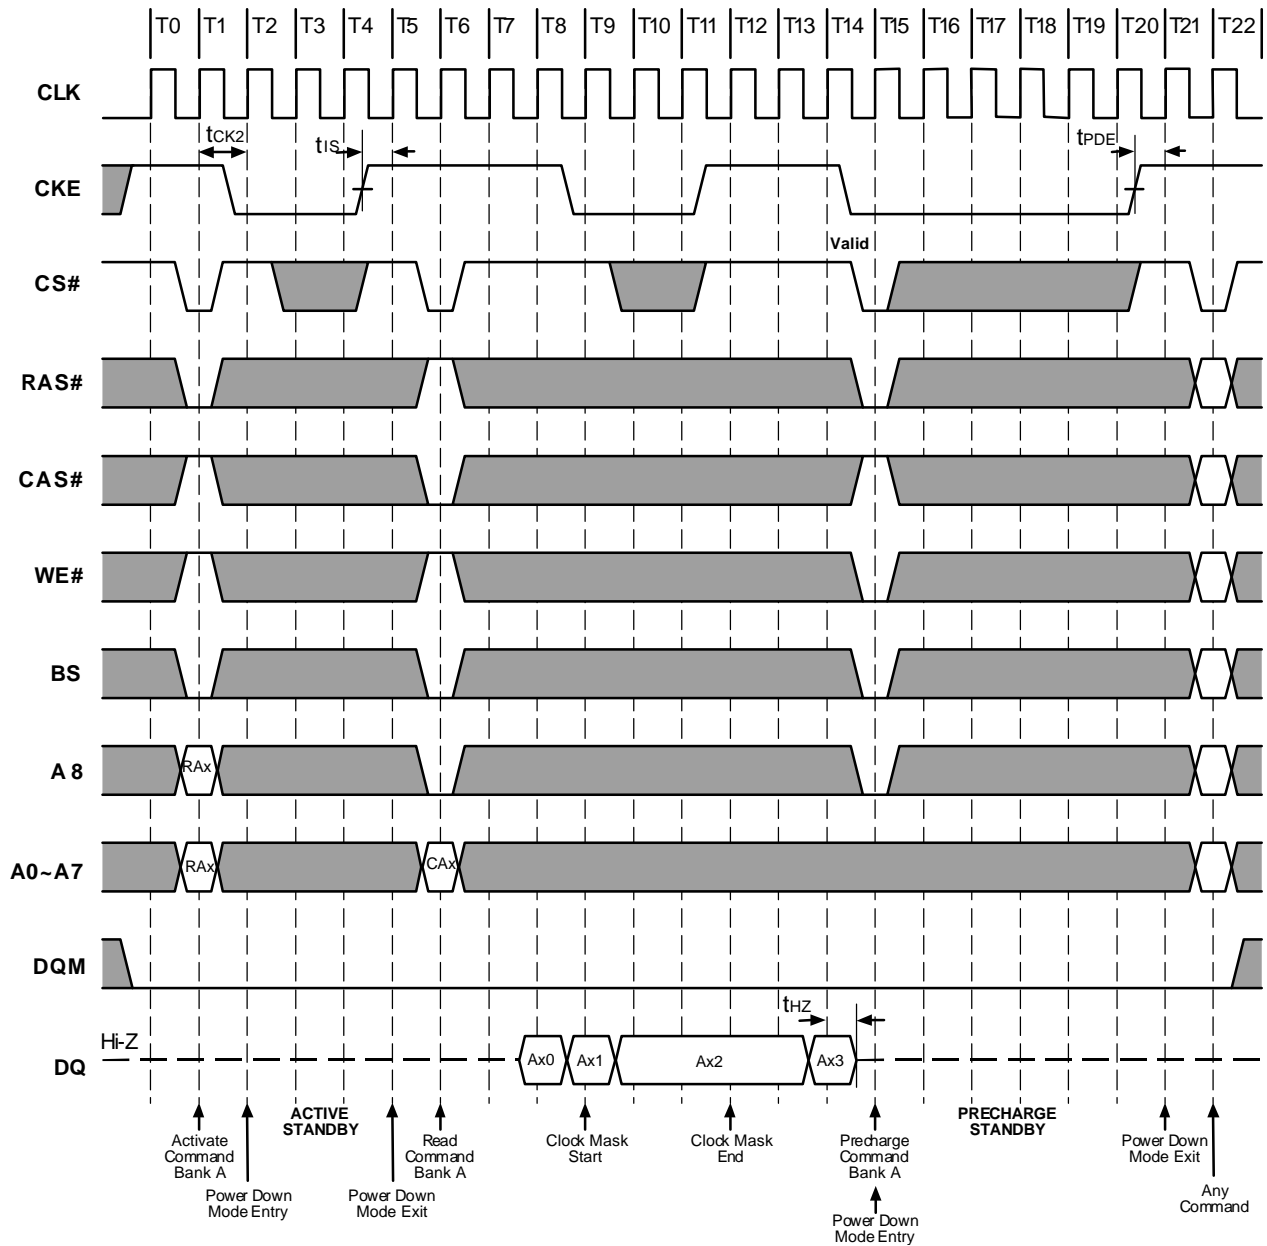 T0 T1 T2 T3 T4 T5 T6 T7 T8 T9 T10 T11 T12 T13 T14 T15 T16 T17 T18 T19 T20 T21 T22
CLK
tCK2
tIS
tPDE
CKE
Valid
CS#
RAS#
CAS#
WE#
BS
RAx
A8
RAx
CAx
A0~A7
DQM
tHZ
Hi-Z
DQ
Ax0
Ax1
Ax2
Ax3
Activate
Command
Bank A
Power Down
Mode Entry
ACTIVE
STANDBY
Power Down
Mode Exit
Read
Command
Bank A
Clock Mask
Start
Clock Mask
End
Precharge
Command
Bank A
Power Down
Mode Entry
PRECHARGE
STANDBY
Power Down
Mode Exit
Any
Command